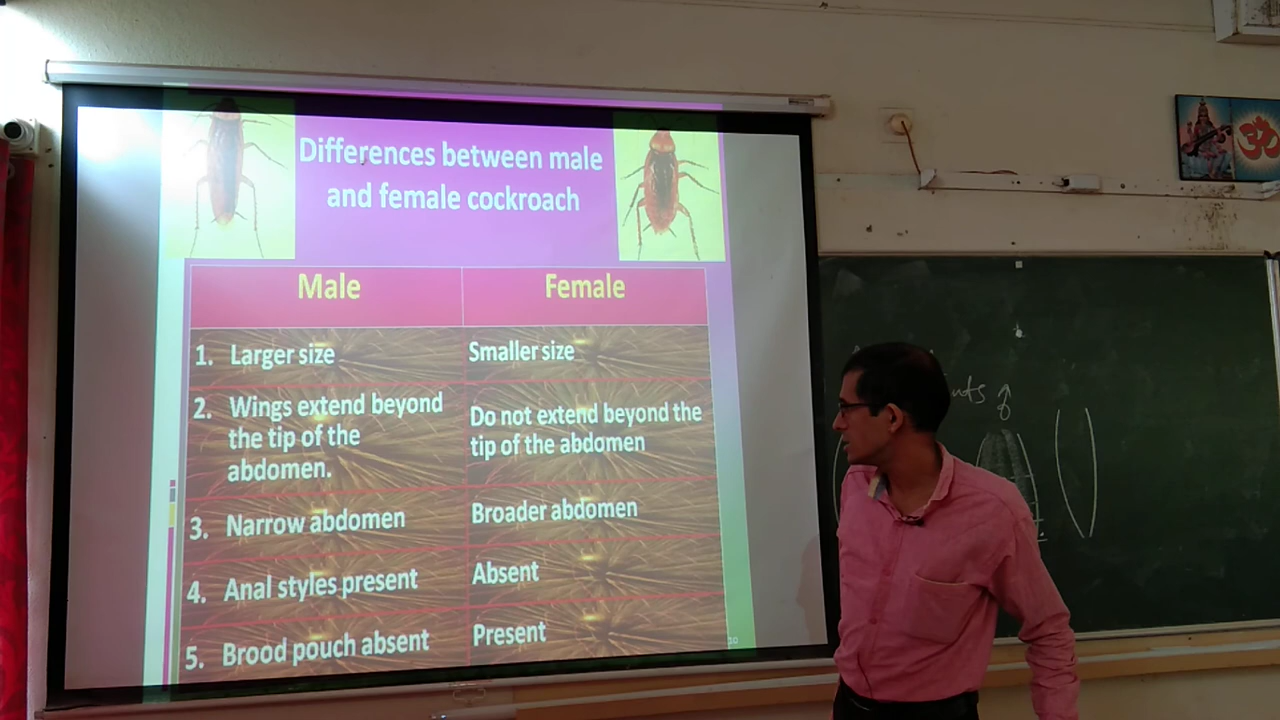 Differences between male
and female cockroach
Male
Female
1. Larger size
Smaller size
2. Wings extend beyond
the tip of the
abdomen.
Do not extend beyond the
tip of the abdomen
3. Narrow abdomen
Broader abdomen
4. Anal styles present
Absent
5. Brood pouch absent
Present
10
ॐ